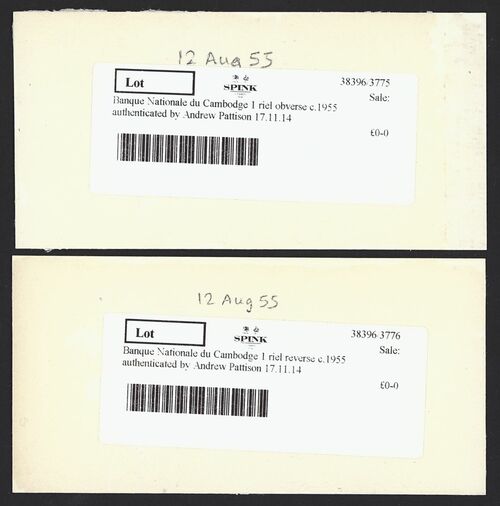 12 Aug 55
Lot
SPINK
38396/3775
Sale:
Banque Nationale du Cambodge 1 riel obverse c.1955
authenticated by Andrew Pattison 17.11.14
£0-0
12 Aug 55
Lot
SPINK
38396/3776
Sale:
Banque Nationale du Cambodge 1 riel reverse c.1955
authenticated by Andrew Pattison 17.11.14
£0-0